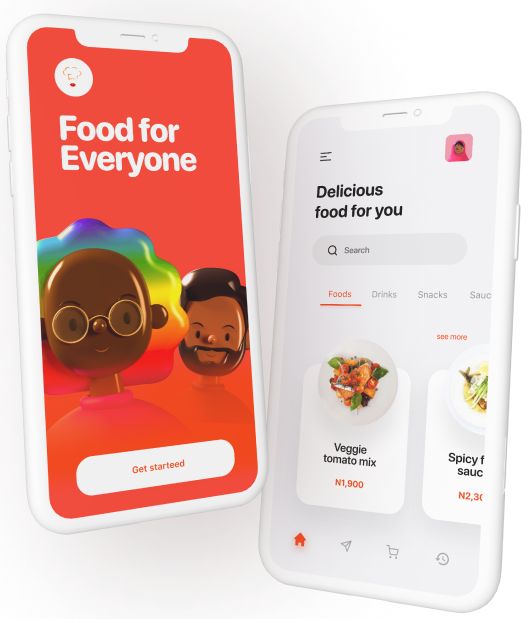 Food for
Everyone
Get starteed
Delicious
food for you
Search
Foods
Drinks
Snacks
Sauc
see more
Veggie
tomato mix
N1,900
Spicy f
sauc
N2,30